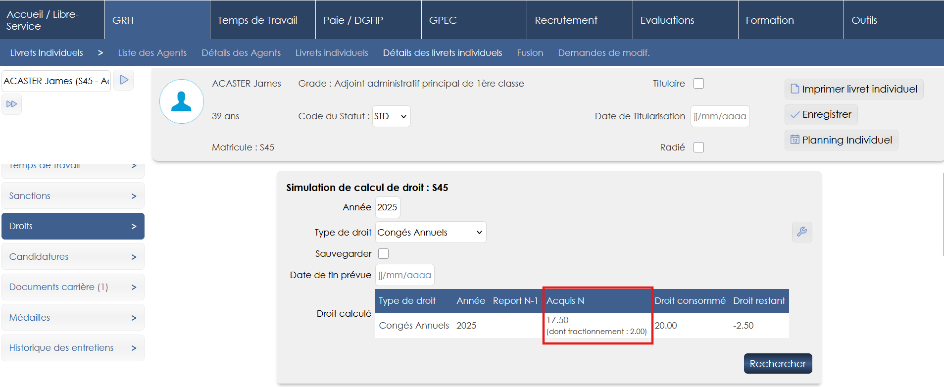 Accueil / Libre-Service
GRH
Temps de Travail
Paie / DGFIP
GPEC
Recrutement
Evaluations
Formation
Outils
Livrets Individuels > Liste des Agents Détails des Agents Livrets individuels Détails des livrets individuels Fusion Demandes de modif.
ACASTER James (S45 - Ac
ACASTER James Grade : Adjoint administratif principal de 1ère classe Titulaire
Imprimer livret individuel
39 ans Code du Statut : STD Date de Titularisation jj/mm/aaaa
Enregistrer
Planning Individuel
Matricule : S45 Radié
Temps de travail >
Sanctions >
Droits >
Candidatures >
Documents carrière (1) >
Médailles >
Historique des entretiens >
Simulation de calcul de droit : S45
Année 2025
Type de droit Congés Annuels
Sauvegarder
Date de fin prévue jj/mm/aaaa
Droit calculé
Type de droit Année Report N-1 Acquis N Droit consommé Droit restant
Congés Annuels 2025 17.50 20.00 -2.50
(dont fractionnement : 2.00)
Rechercher